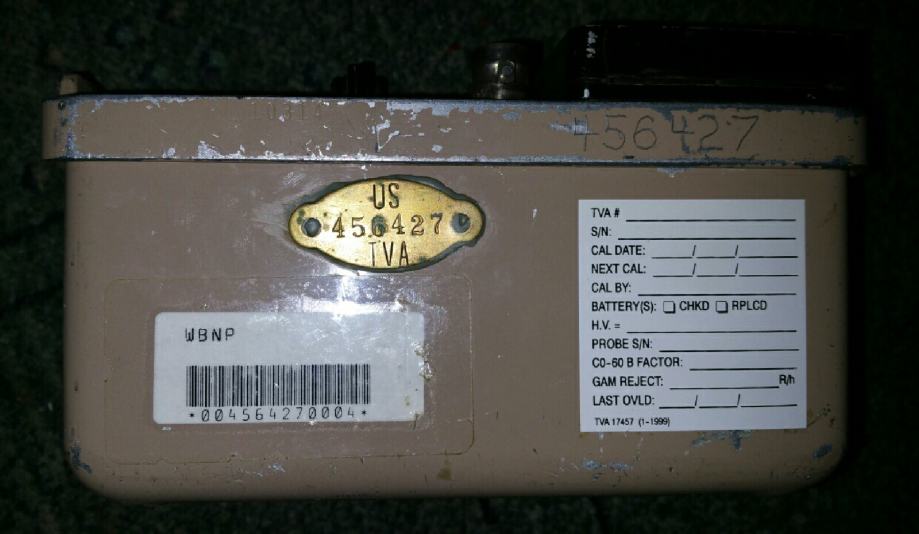 456427
US
456427
TVA
WBNP
*004564270004*
TVA #
S/N:
CAL DATE: / /
NEXT CAL: / /
CAL BY:
BATTERY(S): ☐ CHKD ☐ RPLCD
H.V. =
PROBE S/N:
C0-60 B FACTOR:
GAM REJECT: R/h
LAST OVLD: / /
TVA 17457 (1-1999)